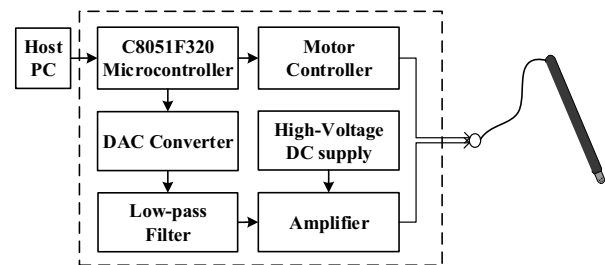 Host
PC
C8051F320
Microcontroller
Motor
Controller
DAC Converter
High-Voltage
DC supply
Low-pass
Filter
Amplifier